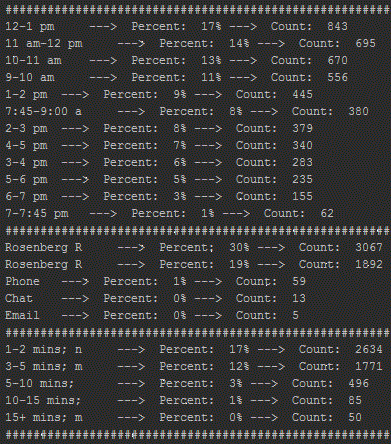 ########################################################
12-1 pm ---> Percent: 17% ---> Count: 843
11 am-12 pm ---> Percent: 14% ---> Count: 695
10-11 am ---> Percent: 13% ---> Count: 670
9-10 am ---> Percent: 11% ---> Count: 556
1-2 pm ---> Percent: 9% ---> Count: 445
7:45-9:00 a ---> Percent: 8% ---> Count: 380
2-3 pm ---> Percent: 8% ---> Count: 379
4-5 pm ---> Percent: 7% ---> Count: 340
3-4 pm ---> Percent: 6% ---> Count: 283
5-6 pm ---> Percent: 5% ---> Count: 235
6-7 pm ---> Percent: 3% ---> Count: 155
7-7:45 pm ---> Percent: 1% ---> Count: 62
########################################################
Rosenberg R ---> Percent: 30% ---> Count: 3067
Rosenberg R ---> Percent: 19% ---> Count: 1892
Phone ---> Percent: 1% ---> Count: 59
Chat ---> Percent: 0% ---> Count: 13
Email ---> Percent: 0% ---> Count: 5
########################################################
1-2 mins; n ---> Percent: 17% ---> Count: 2634
3-5 mins; m ---> Percent: 12% ---> Count: 1771
5-10 mins; ---> Percent: 3% ---> Count: 496
10-15 mins; ---> Percent: 1% ---> Count: 85
15+ mins; m ---> Percent: 0% ---> Count: 50
########################################################